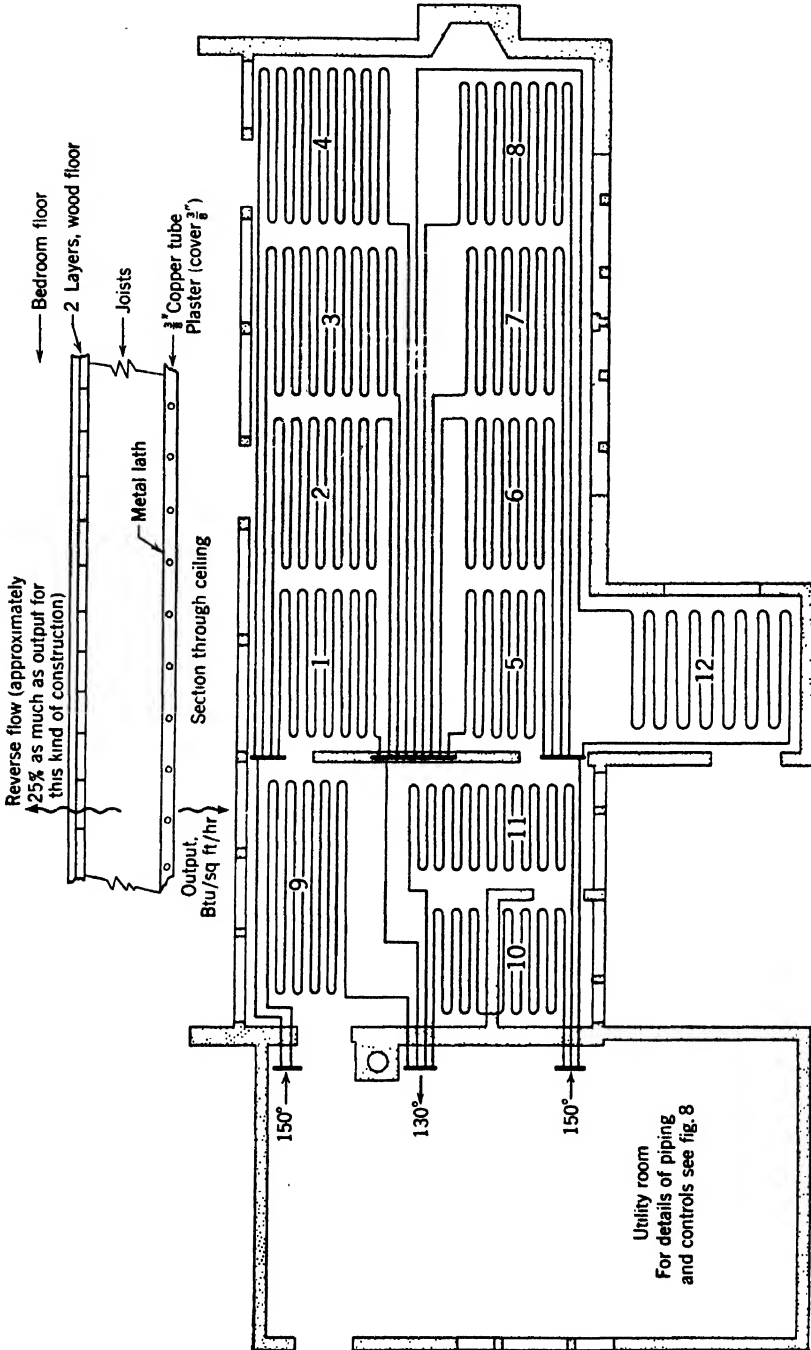 Reverse flow (approximately
25% as much as output for
this kind of construction)
Bedroom floor
2 Layers, wood floor
Joists
3/8" Copper tube
Plaster (cover 3/8")
Metal lath
Section through ceiling
Output,
Btu/sq ft/hr
1
2
3
4
5
6
7
8
9
10
11
12
150°
130°
150°
Utility room
For details of piping
and controls see fig. 8